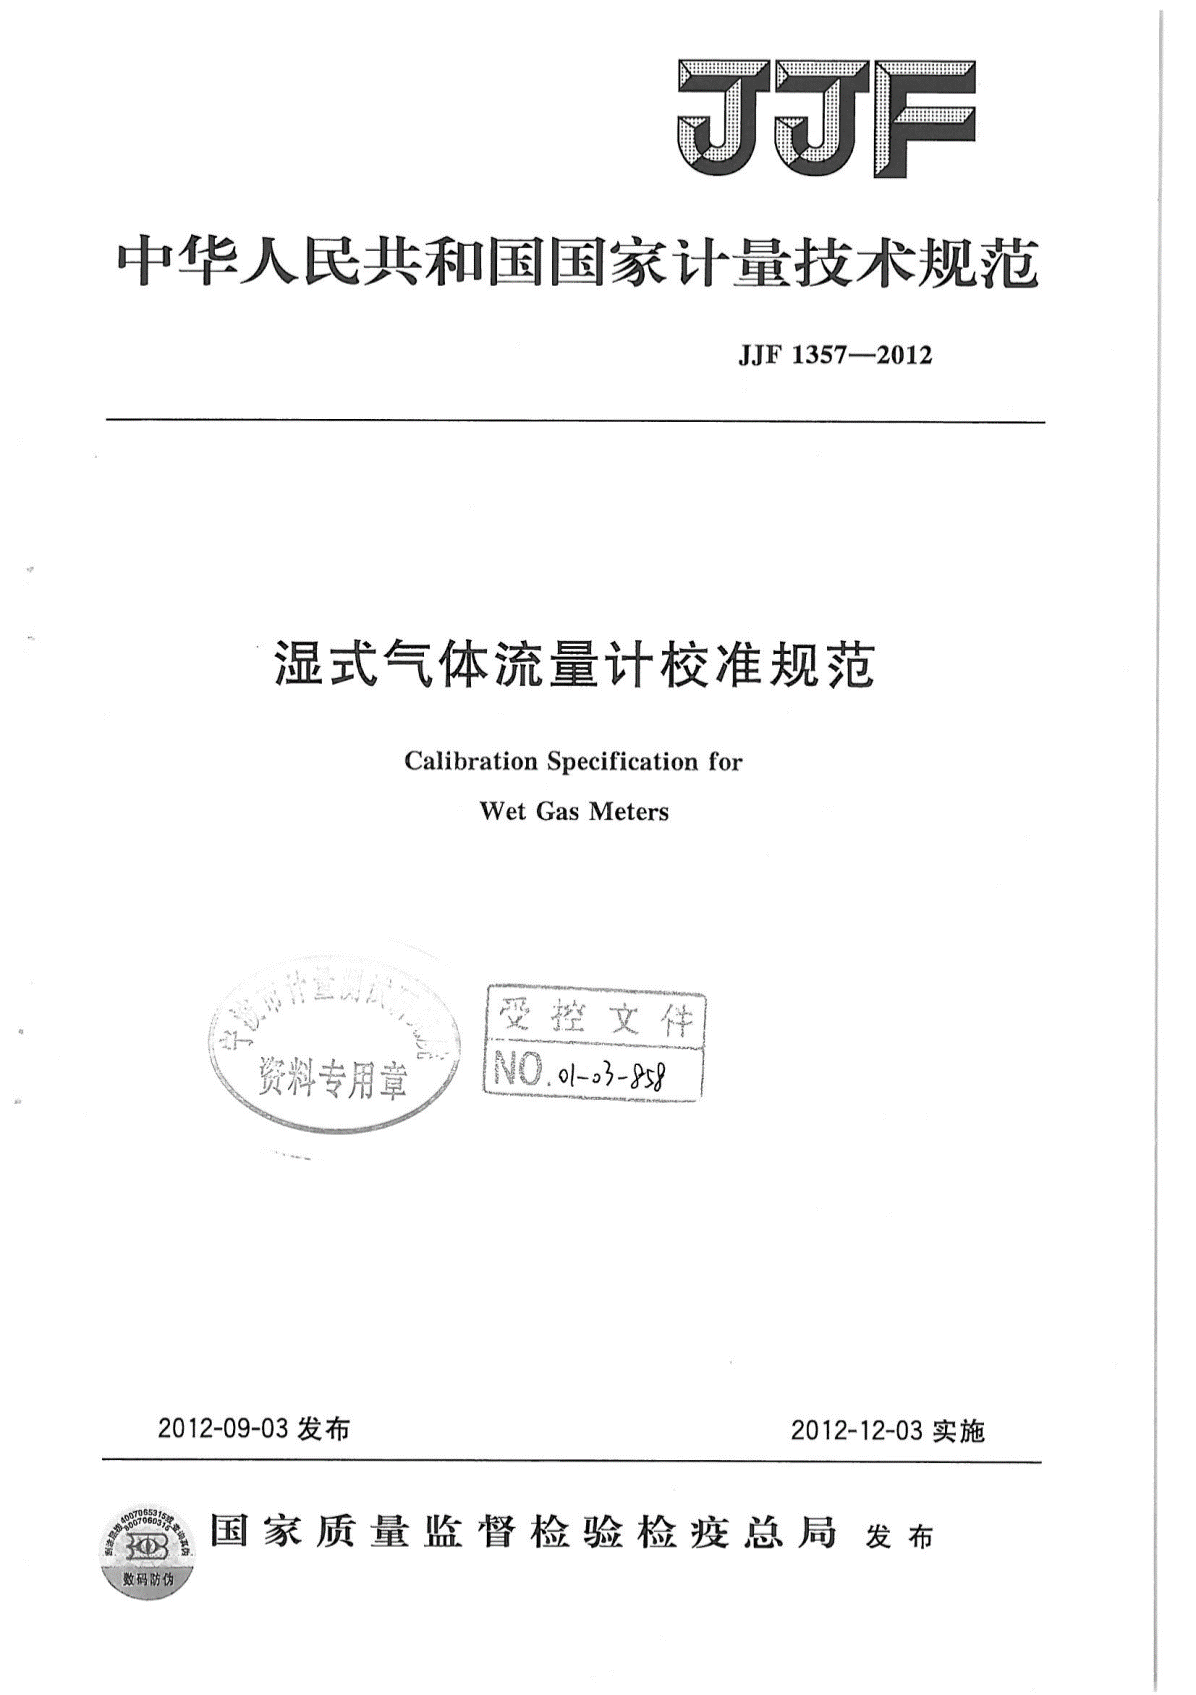 JJF
中华人民共和国国家计量技术规范
JJF 1357—2012
湿式气体流量计校准规范
Calibration Specification for
Wet Gas Meters
资料专用章
受控文件
NO. 01-03-858
2012-09-03 发布
2012-12-03 实施
国家质量监督检验检疫总局 发布
数码防伪